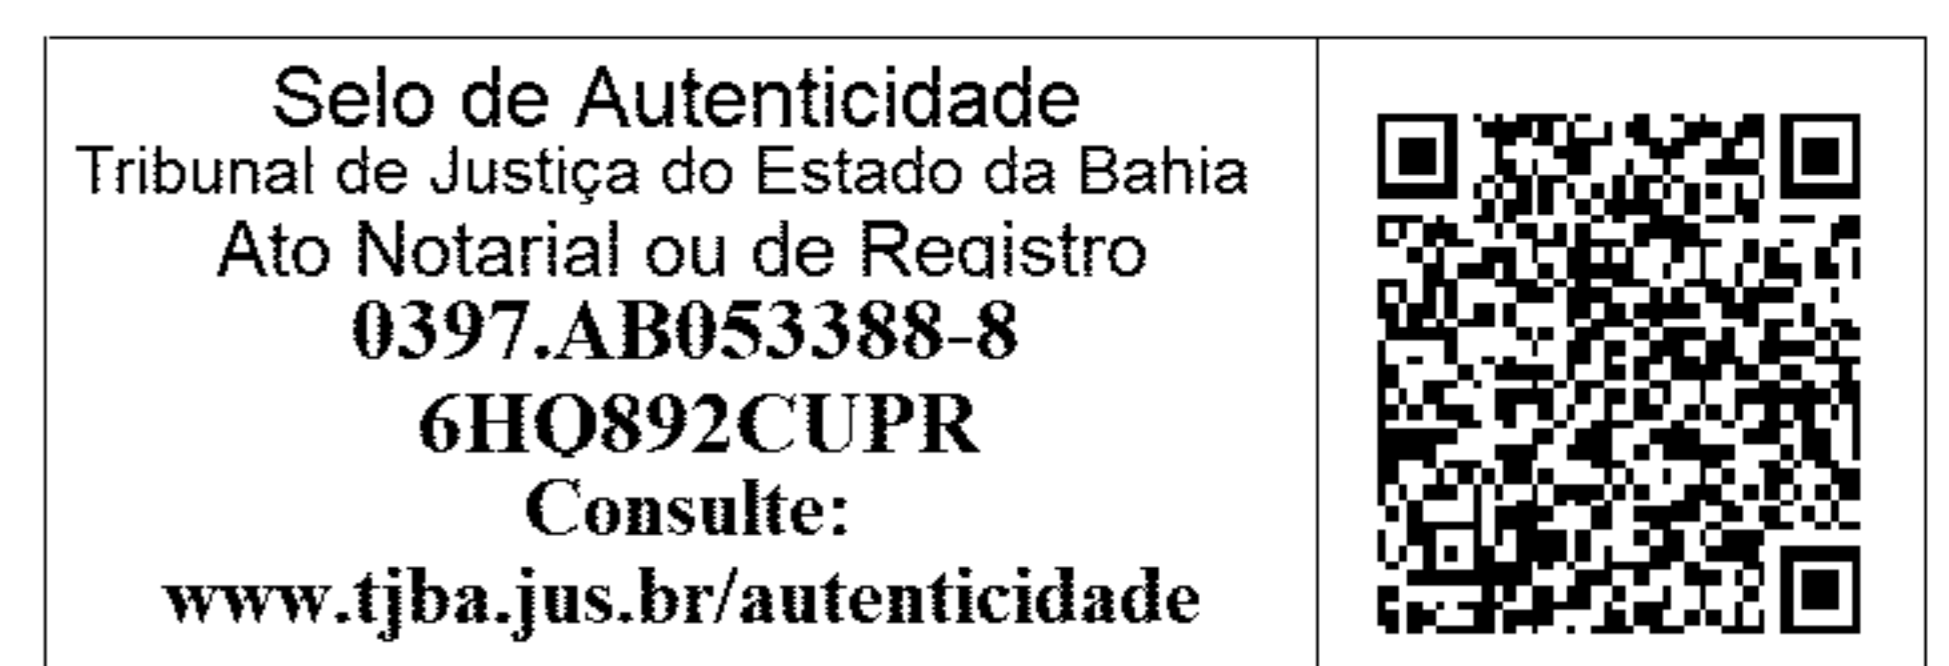 Selo de Autenticidade
Tribunal de Justiça do Estado da Bahia
Ato Notarial ou de Registro
0397.AB053388-8
6HQ892CUPR
Consulte:
www.tjba.jus.br/autenticidade